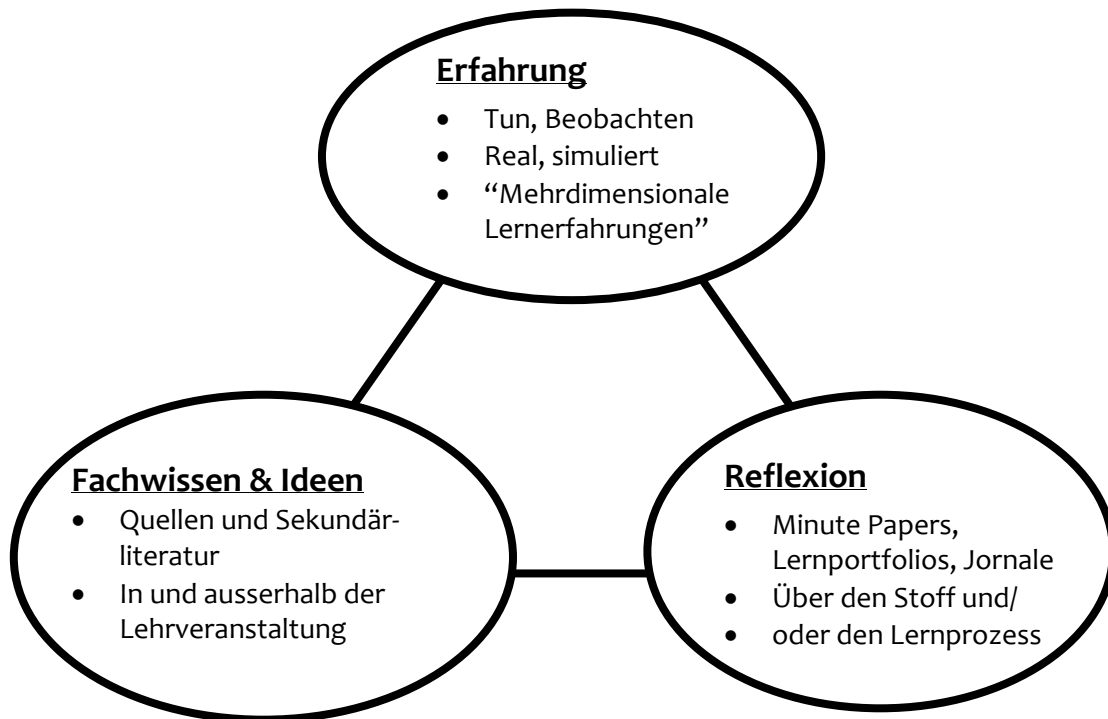 Erfahrung
• Tun, Beobachten
• Real, simuliert
• “Mehrdimensionale
Lernerfahrungen”
Fachwissen & Ideen
• Quellen und Sekundär-
literatur
• In und ausserhalb der
Lehrveranstaltung
Reflexion
• Minute Papers,
Lernportfolios, Jornale
• Über den Stoff und/
• oder den Lernprozess